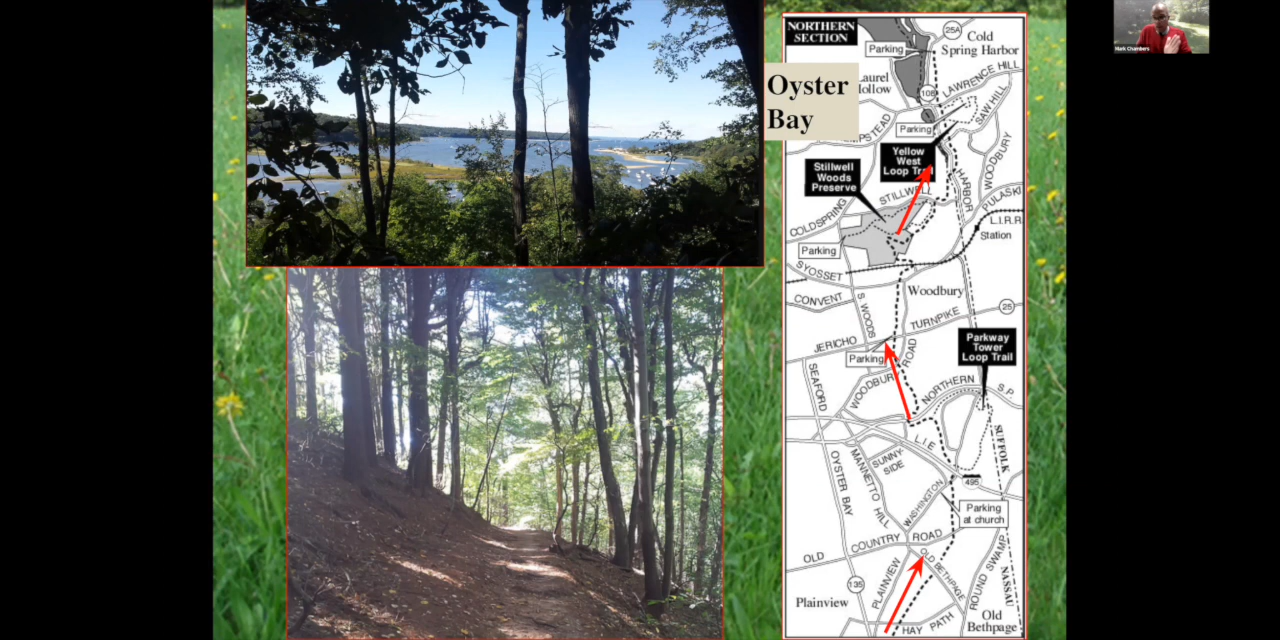 NORTHERN
SECTION
25A
Cold
Spring Harbor
Parking
Laurel
Hollow
LAWRENCE HILL
108
SAW HILL
Oyster
Bay
Parking
Yellow
West
Loop Trail
WOODBURY
Stillwell
Woods
Preserve
STILLWELL
HARBOR
PULASKI
COLDSPRING
L.I.R.R.
Station
Parking
SYOSSET
Woodbury
CONVENT
S. WOODS
25
TURNPIKE
JERICHO
Parking
ROAD
Parkway
Tower
Loop Trail
WOODBURY
NORTHERN
S.P.
SEAFORD
OYSTER BAY
L.I.E.
SUFFOLK
NASSAU
SUNNY-
SIDE
MANNETTO HILL
495
WASHINGTON
Parking
at church
OLD
COUNTRY
ROAD
OLD BETHPAGE
ROUND SWAMP
135
PLAINVIEW
Plainview
HAY PATH
Old
Bethpage
Mark Chambers